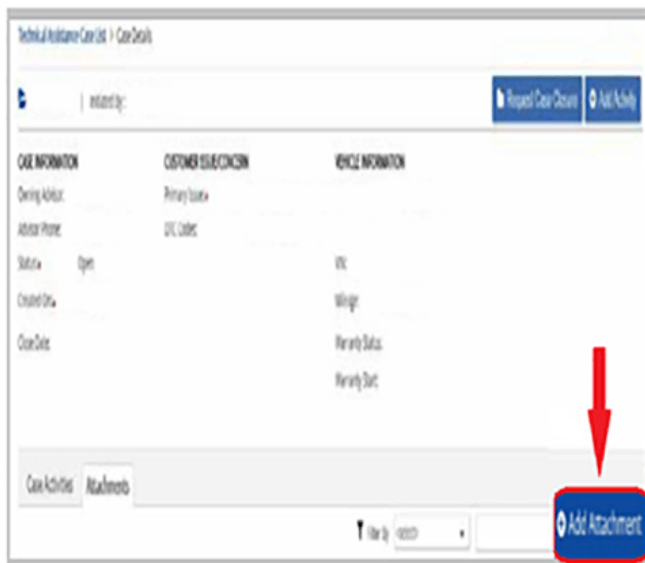 Technical Assistance Case List > Case Details
| Initiated by:
Request Case Closure
Add Activity
CASE INFORMATION
CUSTOMER ISSUE/CONCERN
VEHICLE INFORMATION
Owning Advisor:
Primary Issue
Advisor Phone:
DTC Codes:
Status Open
VIN:
Created On
Mileage:
Close Date:
Warranty Status:
Warranty Start:
Case Activities
Attachments
Filter by <select>
Add Attachment